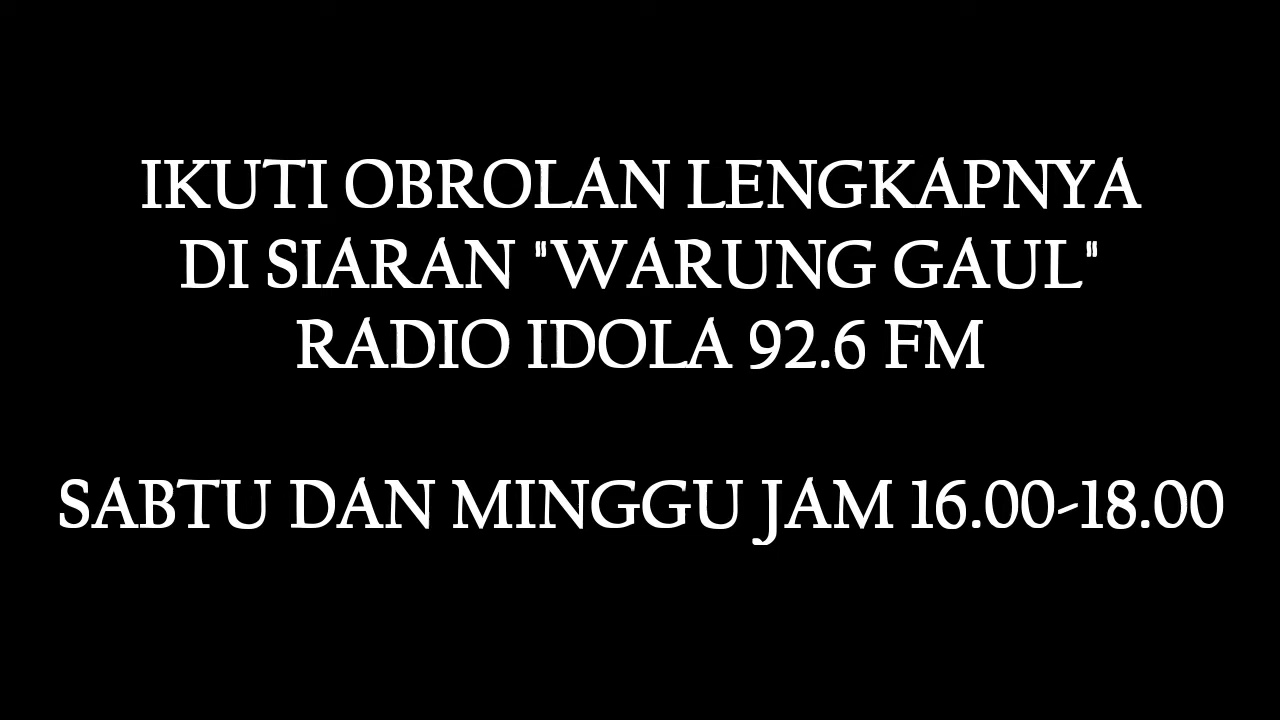 IKUTI OBROLAN LENGKAPNYA
DI SIARAN "WARUNG GAUL"
RADIO IDOLA 92.6 FM
SABTU DAN MINGGU JAM 16.00-18.00